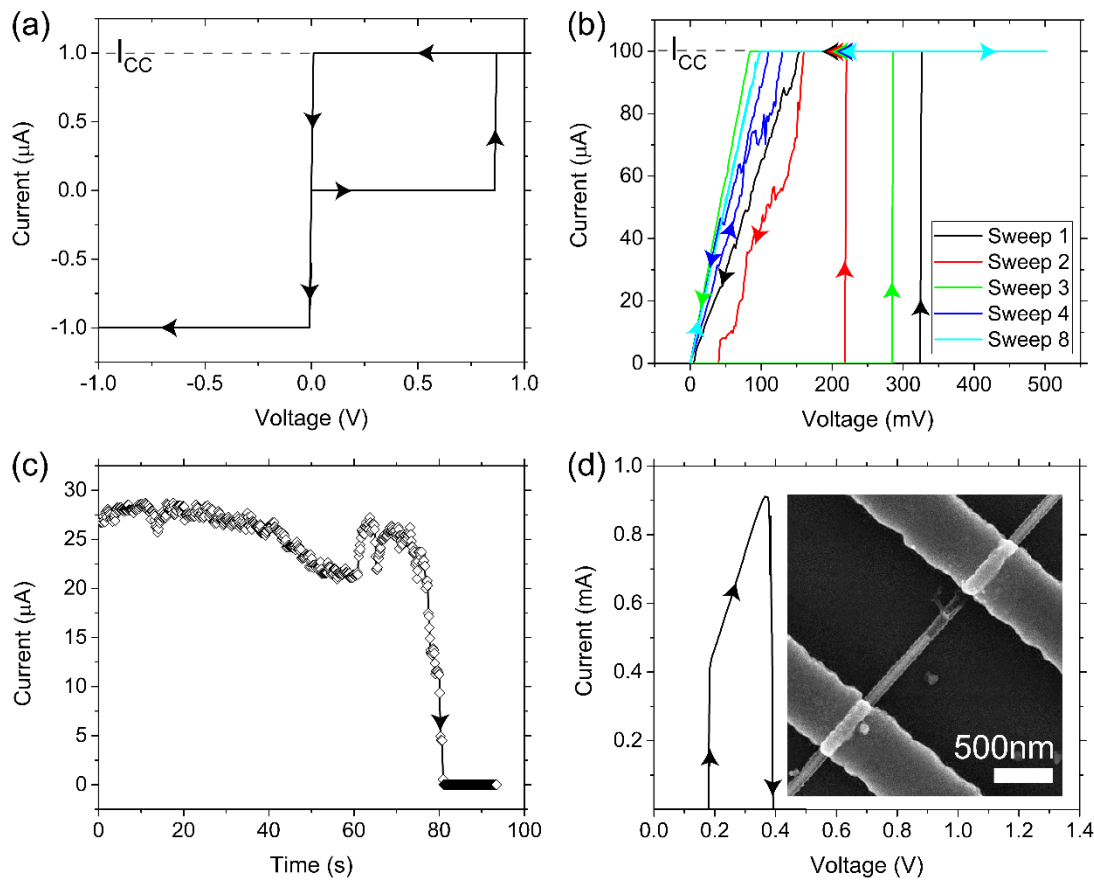 (a)
I_CC
1.0
0.5
0.0
-0.5
-1.0
Current (μA)
-1.0 -0.5 0.0 0.5 1.0
Voltage (V)
(b)
I_CC
100
80
60
40
20
0
Current (μA)
Sweep 1
Sweep 2
Sweep 3
Sweep 4
Sweep 8
0 100 200 300 400 500
Voltage (mV)
(c)
30
25
20
15
10
5
0
Current (μA)
0 20 40 60 80 100
Time (s)
(d)
1.0
0.8
0.6
0.4
0.2
Current (mA)
500nm
0.0 0.2 0.4 0.6 0.8 1.0 1.2 1.4
Voltage (V)